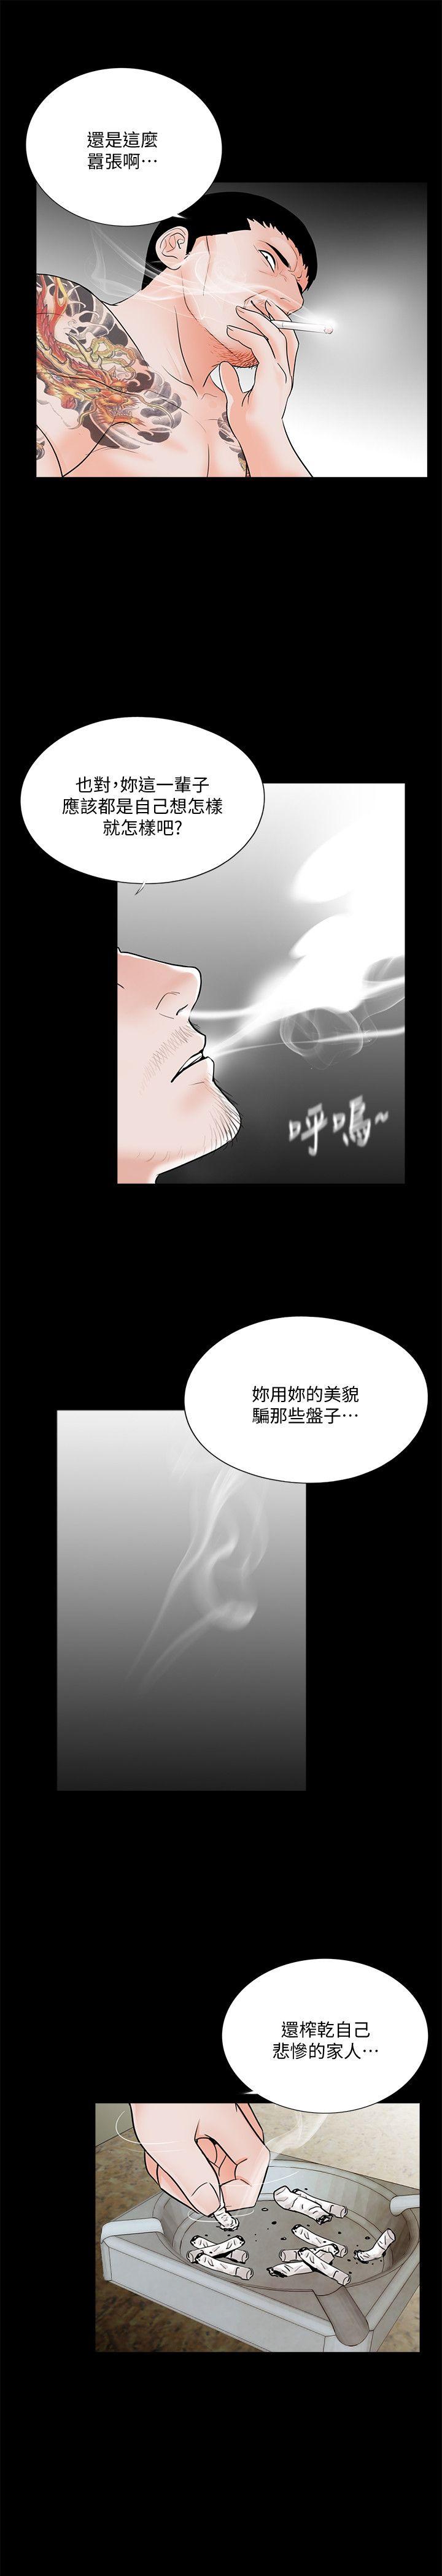 還是這麼
囂張啊…
也對,妳這一輩子
應該都是自己想怎樣
就怎樣吧?
呼嗚~
妳用妳的美貌
騙那些盤子…
還榨乾自己
悲慘的家人…